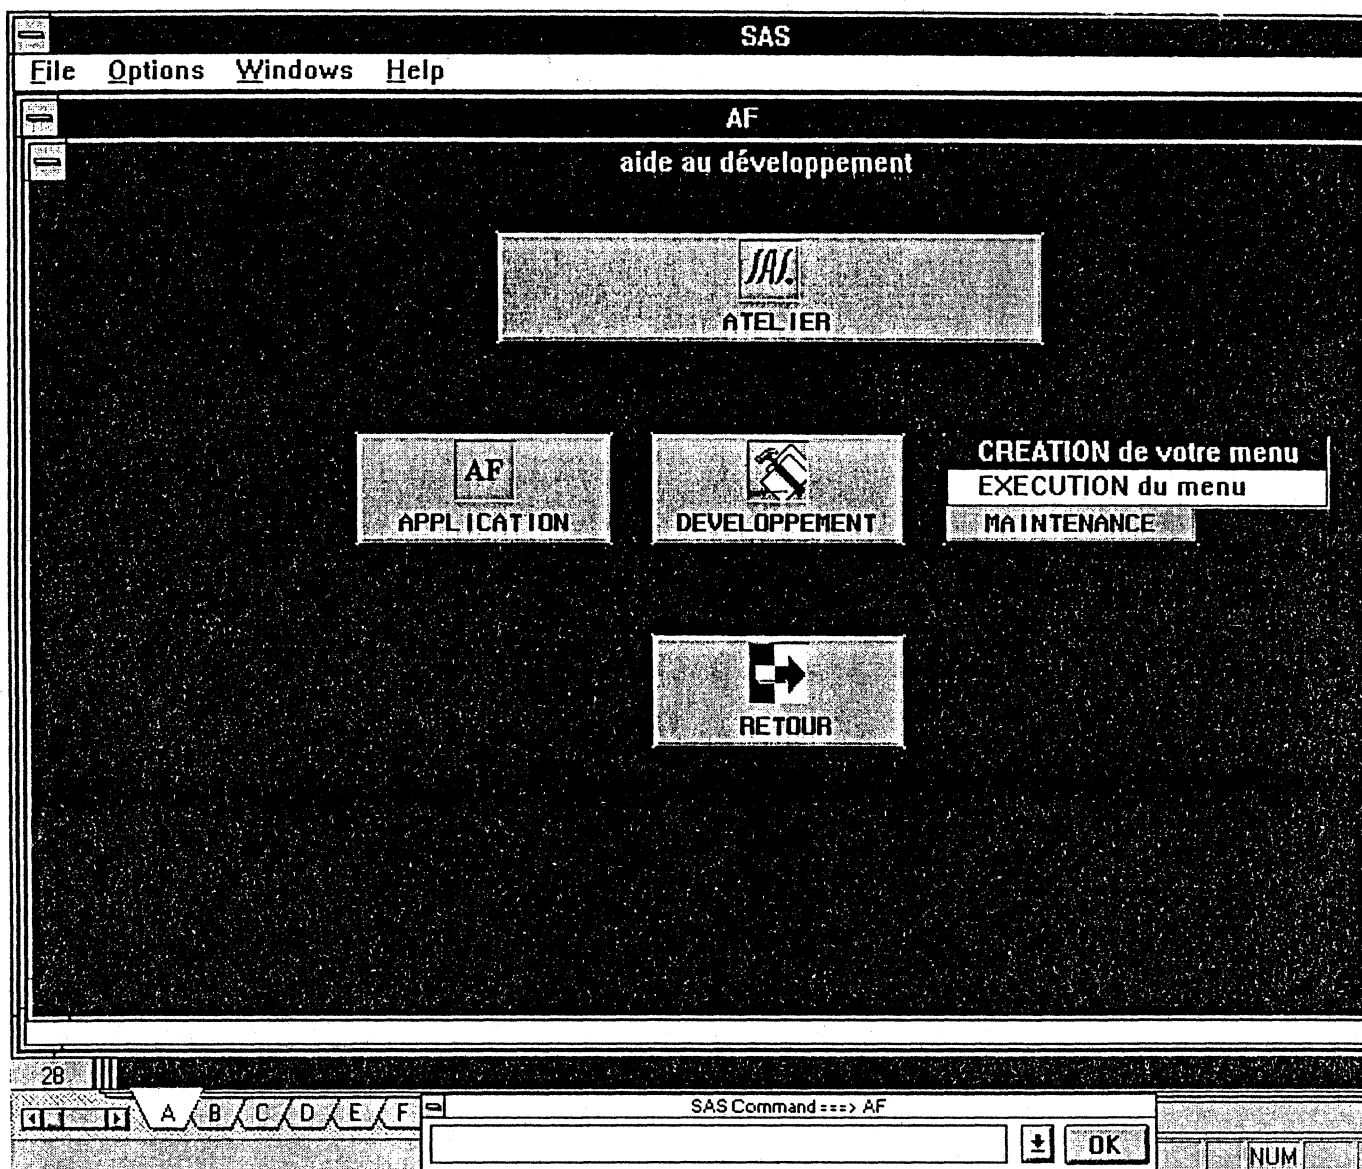 SAS
File Options Windows Help
AF
aide au développement
SAS.
ATELIER
AF
APPLICATION
DEVELOPPEMENT
CREATION de votre menu
EXECUTION du menu
MAINTENANCE
RETOUR
28
A B C D E F
SAS Command ===> AF
OK
NUM